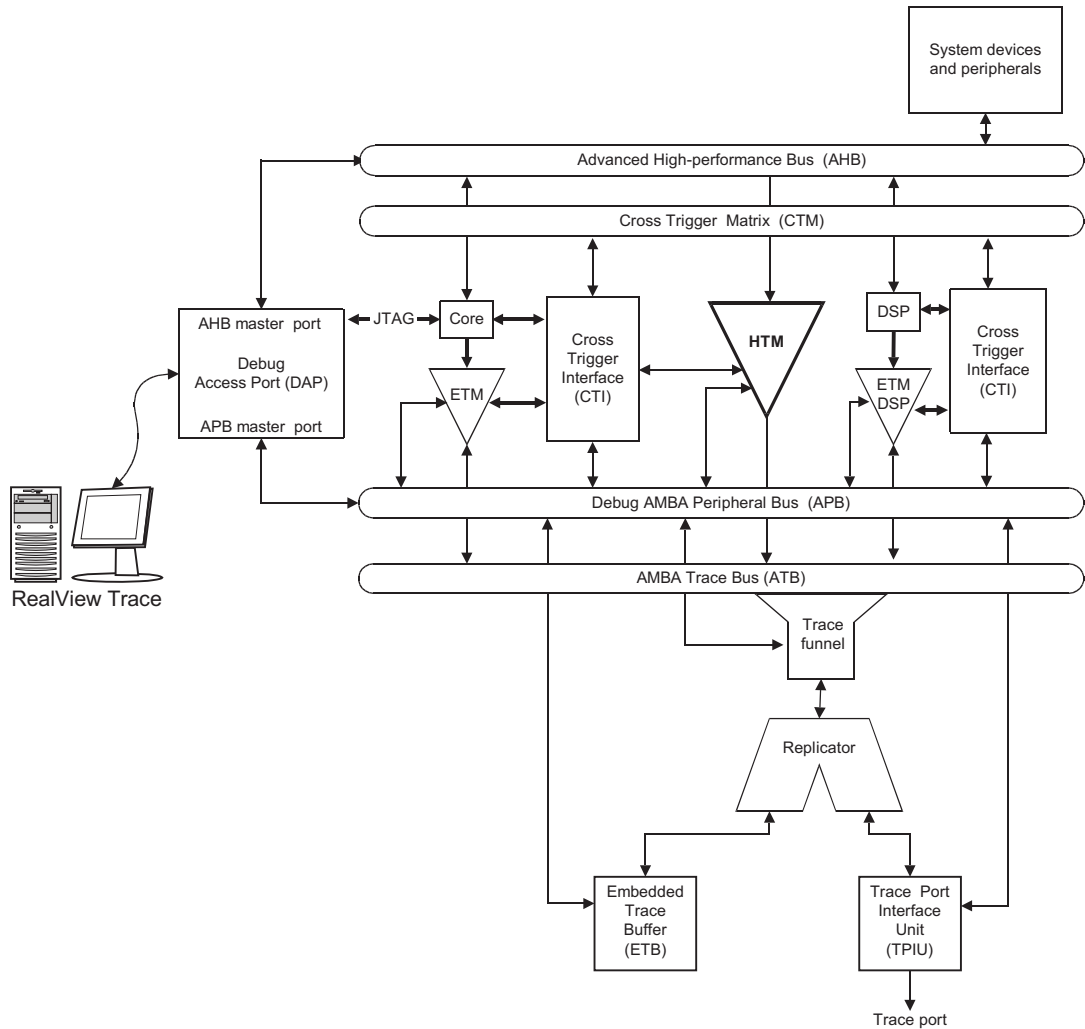 System devices
and peripherals
Advanced High-performance Bus (AHB)
Cross Trigger Matrix (CTM)
AHB master port
Debug
Access Port (DAP)
APB master port
JTAG
Core
ETM
Cross
Trigger
Interface
(CTI)
HTM
DSP
ETM
DSP
Cross
Trigger
Interface
(CTI)
Debug AMBA Peripheral Bus (APB)
AMBA Trace Bus (ATB)
RealView Trace
Trace
funnel
Replicator
Embedded
Trace
Buffer
(ETB)
Trace Port
Interface
Unit
(TPIU)
Trace port